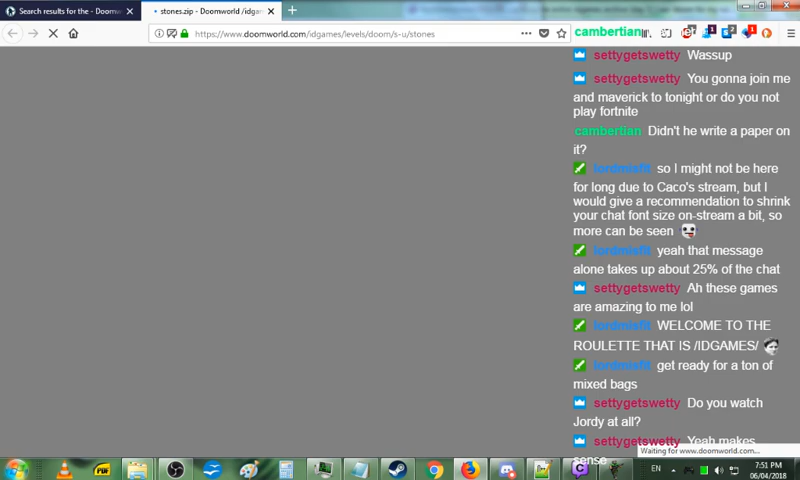 Search results for the - Doomw
stones.zip - Doomworld /idgam
https://www.doomworld.com/idgames/levels/doom/s-u/stones
cambertian
settygetswetty Wassup
settygetswetty You gonna join me
and maverick to tonight or do you not
play fortnite
cambertian Didn't he write a paper on
it?
lordmisfit so I might not be here
for long due to Caco's stream, but I
would give a recommendation to shrink
your chat font size on-stream a bit, so
more can be seen
lordmisfit yeah that message
alone takes up about 25% of the chat
settygetswetty Ah these games
are amazing to me lol
lordmisfit WELCOME TO THE
ROULETTE THAT IS /IDGAMES/
lordmisfit get ready for a ton of
mixed bags
settygetswetty Do you watch
Jordy at all?
settygetswetty Yeah makes
sense
Waiting for www.doomworld.com...
PDF
EN
7:51 PM
06/04/2018